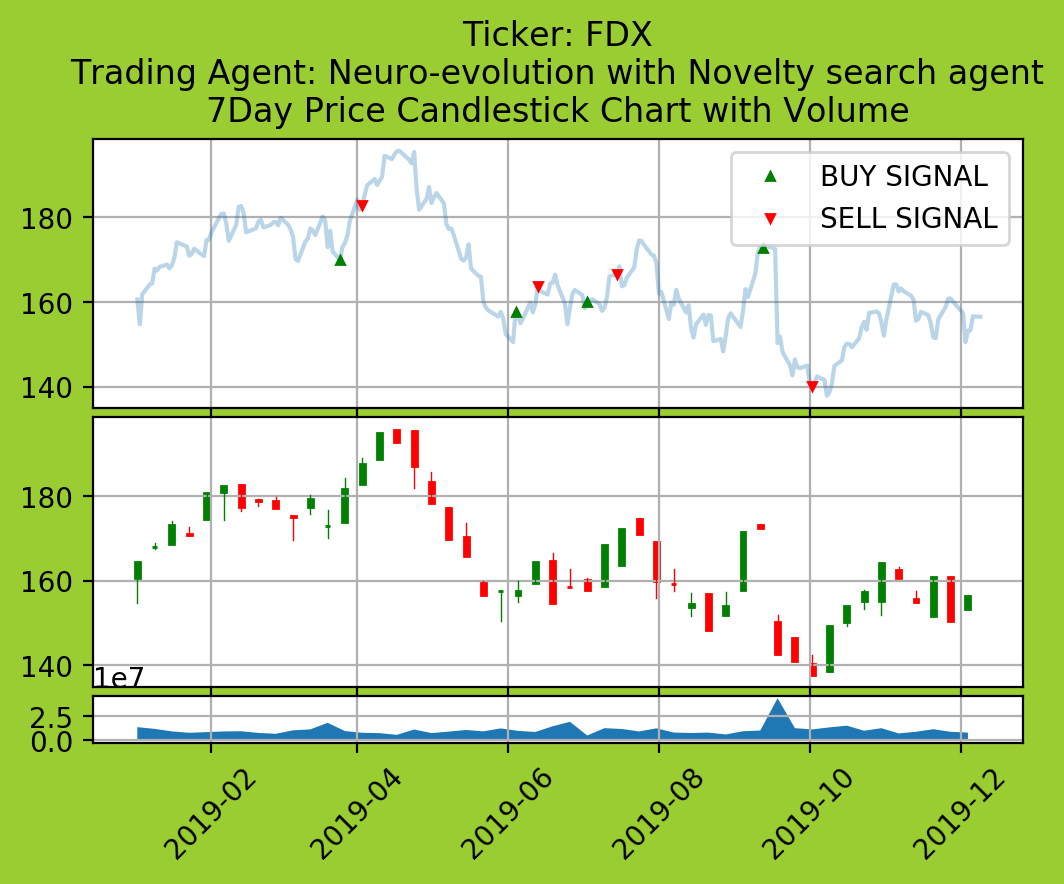 Ticker: FDX
Trading Agent: Neuro-evolution with Novelty search agent
7Day Price Candlestick Chart with Volume
BUY SIGNAL
SELL SIGNAL
180
160
140
180
160
140
1e7
2.5
0.0
2019-02
2019-04
2019-06
2019-08
2019-10
2019-12